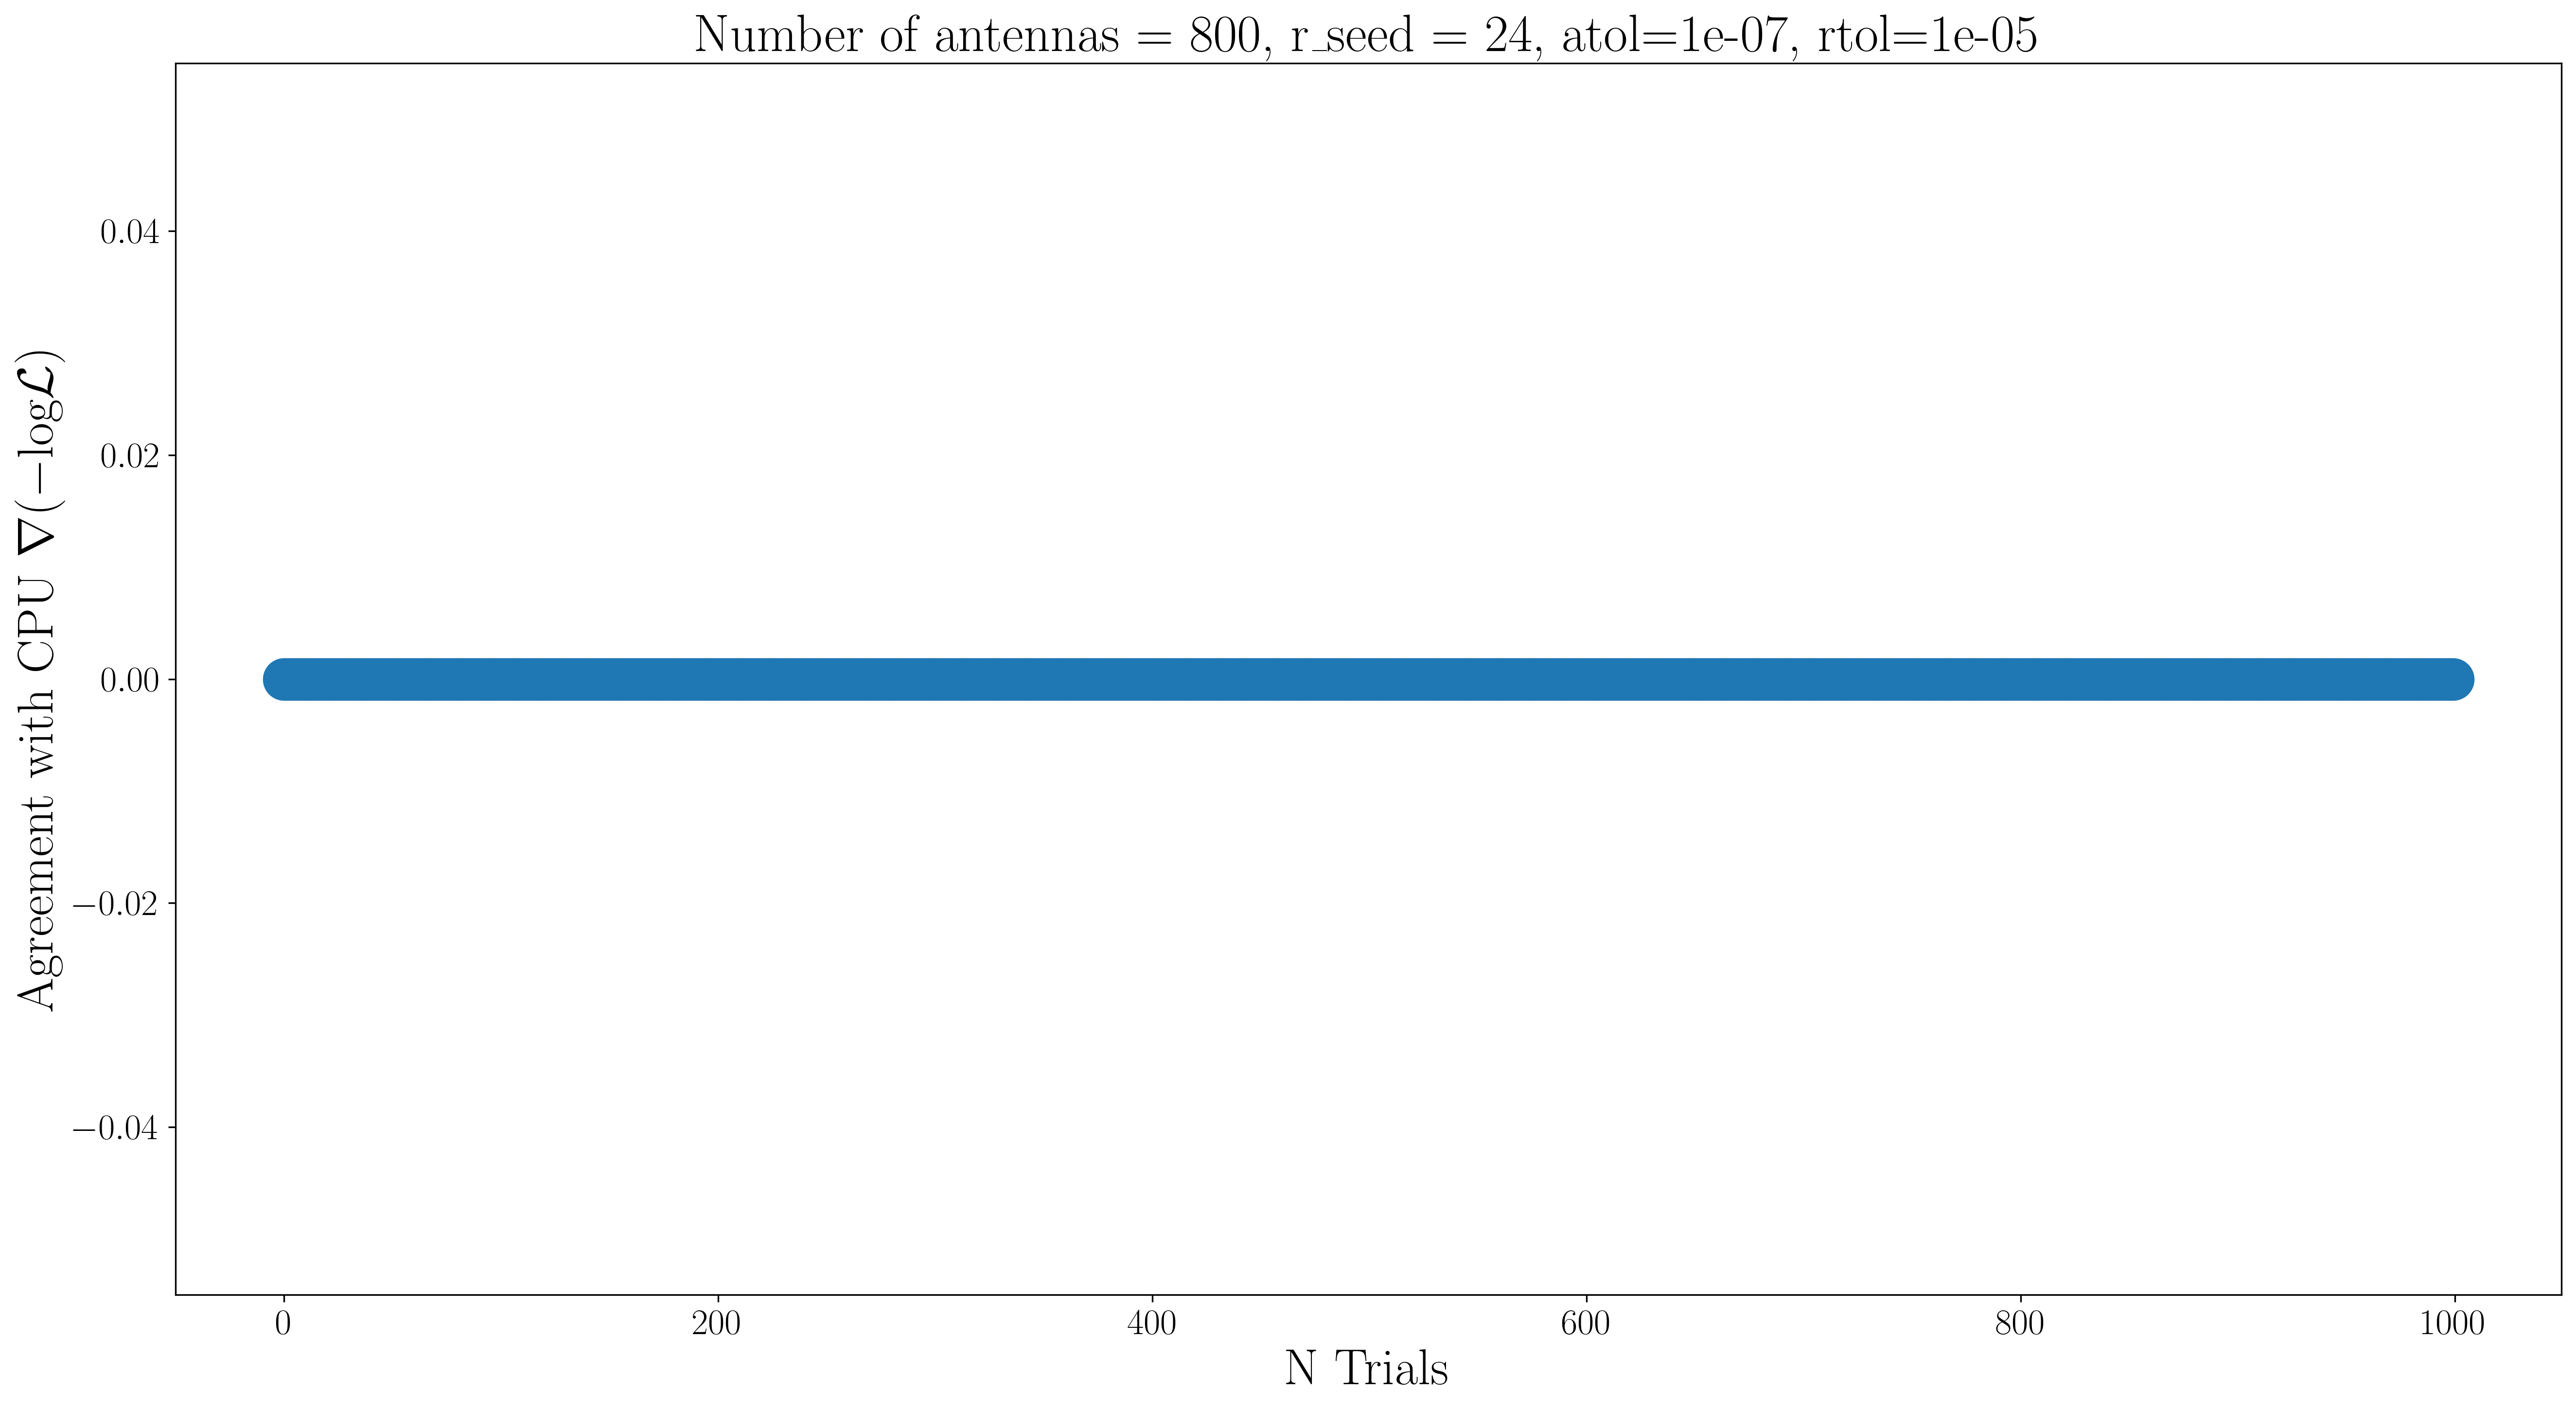 Number of antennas = 800, r_seed = 24, atol=1e-07, rtol=1e-05
Agreement with CPU ∇(−logℒ)
0.04
0.02
0.00
−0.02
−0.04
0 200 400 600 800 1000
N Trials